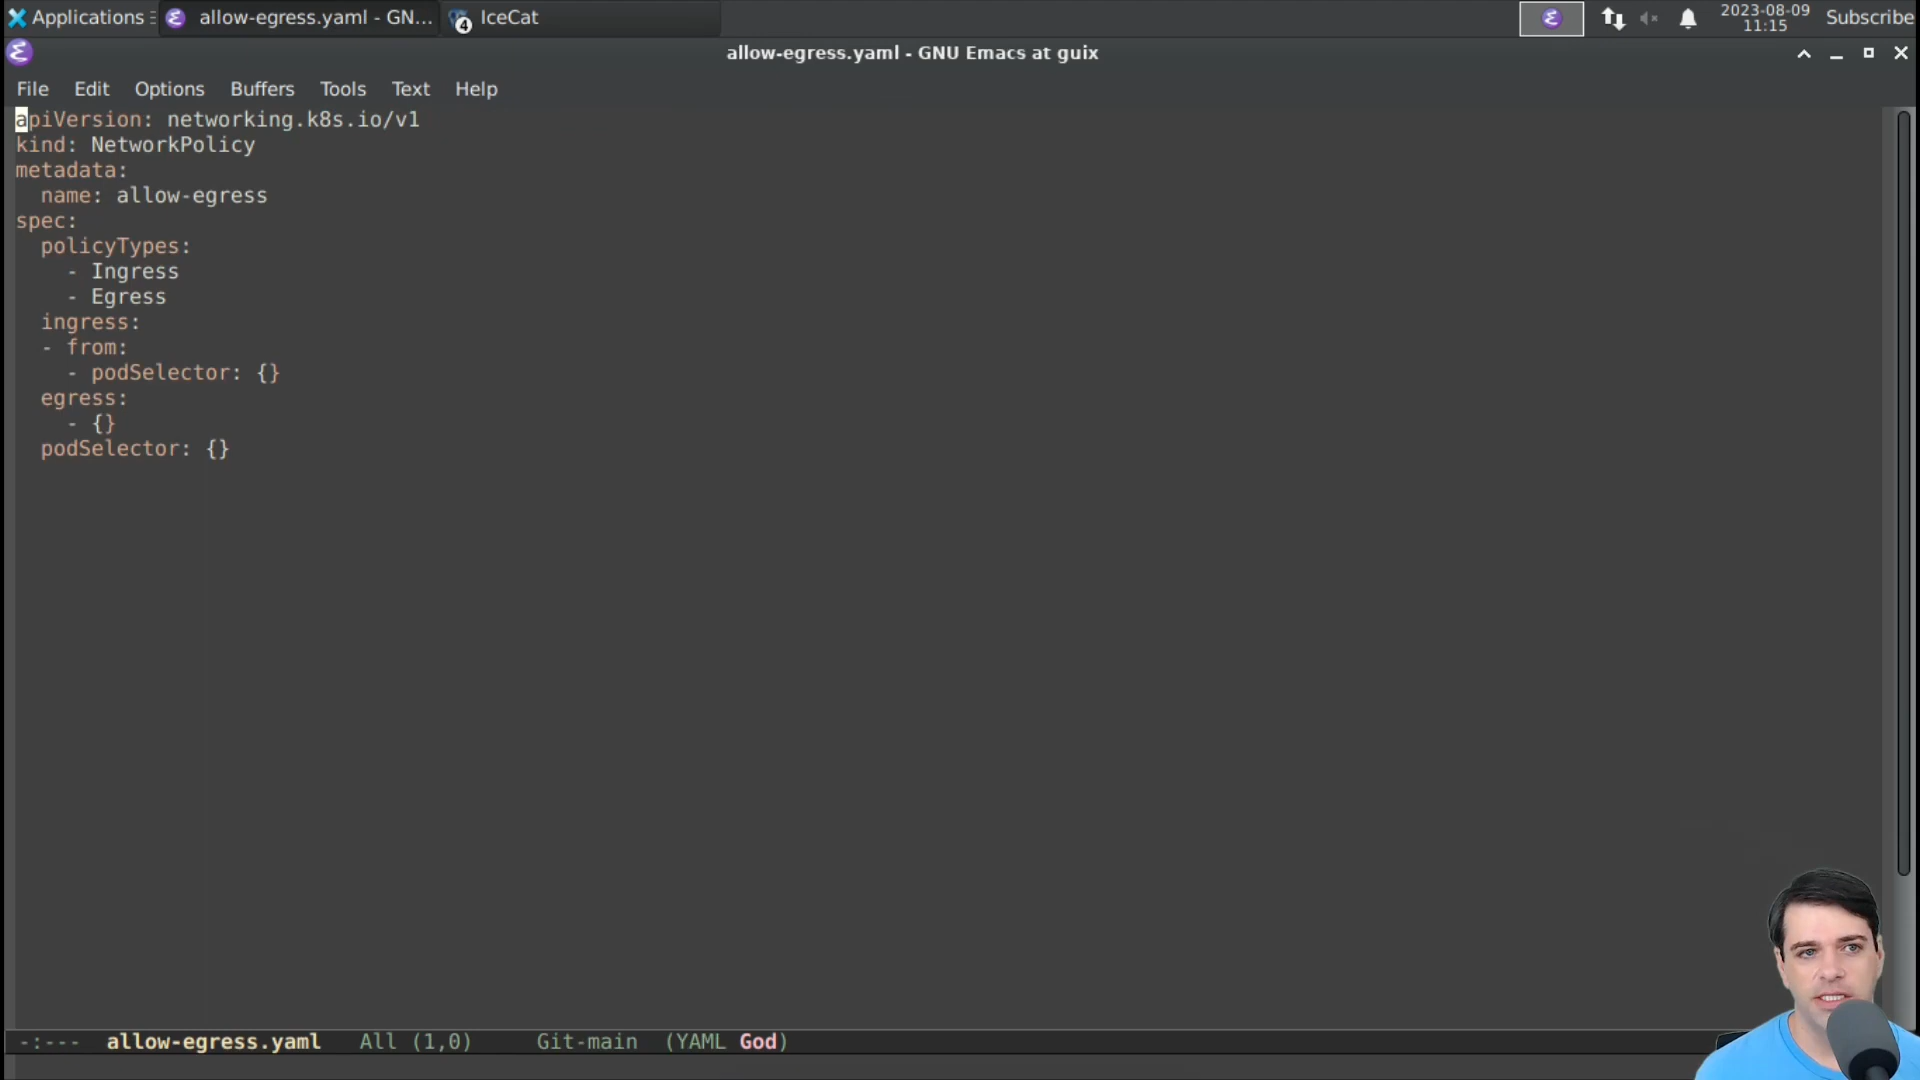 Applications
allow-egress.yaml - GN...
4
IceCat
2023-08-09
11:15
Subscribe
allow-egress.yaml - GNU Emacs at guix
File Edit Options Buffers Tools Text Help
apiVersion: networking.k8s.io/v1
kind: NetworkPolicy
metadata:
  name: allow-egress
spec:
  policyTypes:
    - Ingress
    - Egress
  ingress:
  - from:
    - podSelector: {}
  egress:
    - {}
  podSelector: {}
-:--- allow-egress.yaml All (1,0) Git-main (YAML God)